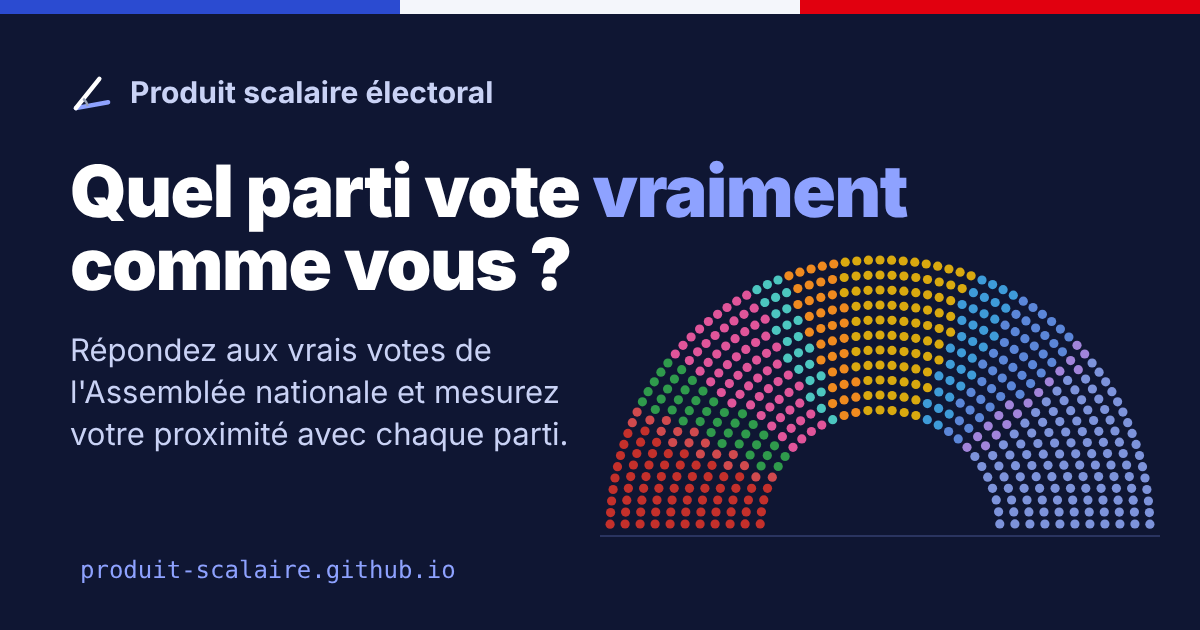 Produit scalaire électoral
Quel parti vote vraiment
comme vous ?
Répondez aux vrais votes de
l'Assemblée nationale et mesurez
votre proximité avec chaque parti.
produit-scalaire.github.io